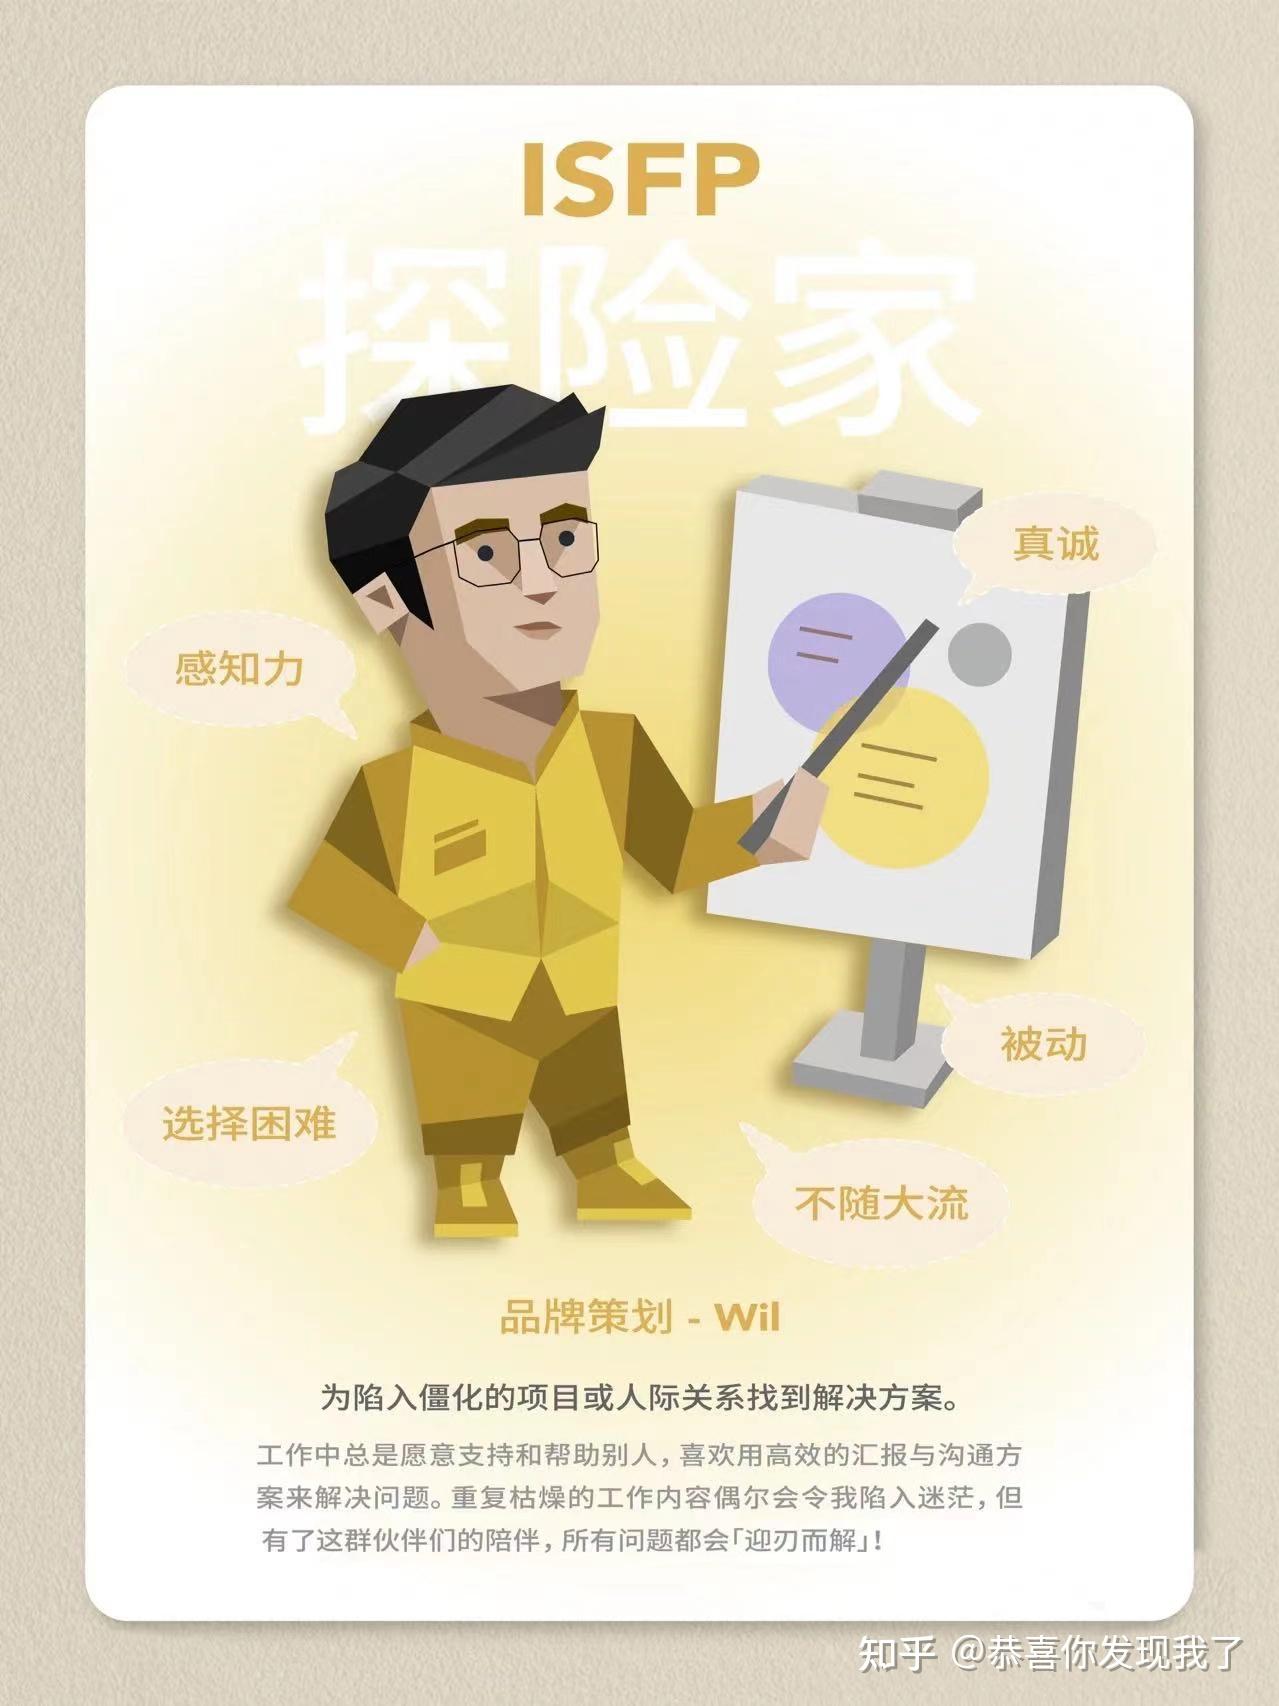 ISFP
探险家
真诚
感知力
被动
选择困难
不随大流
品牌策划 - Wil
为陷入僵化的项目或人际关系找到解决方案。
工作中总是愿意支持和帮助别人，喜欢用高效的汇报与沟通方
案来解决问题。重复枯燥的工作内容偶尔会令我陷入迷茫，但
有了这群伙伴们的陪伴，所有问题都会「迎刃而解」！
知乎 @恭喜你发现我了